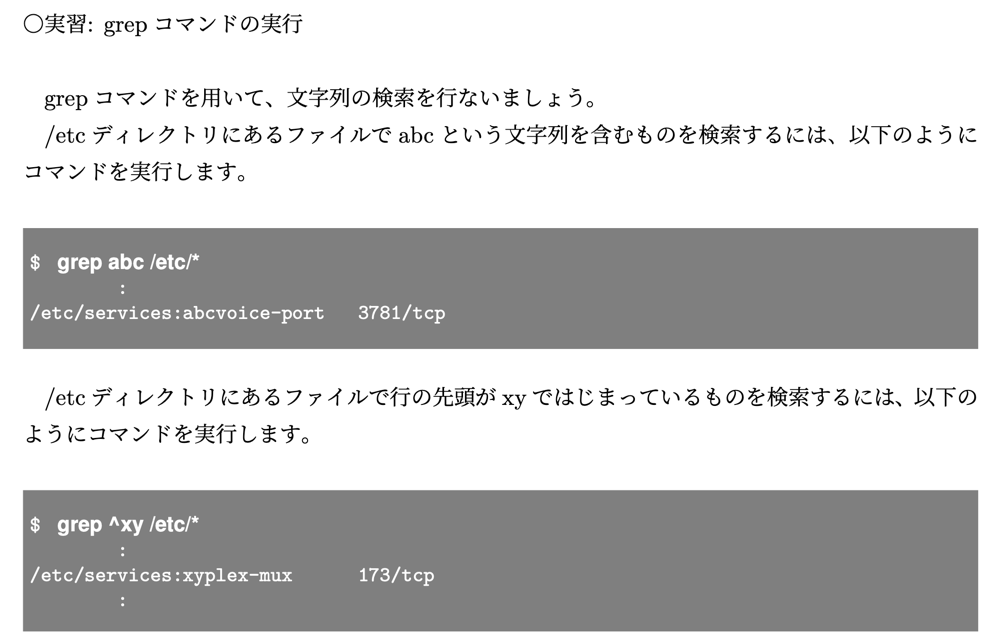 ○実習: grep コマンドの実行
grep コマンドを用いて、文字列の検索を行ないましょう。
/etc ディレクトリにあるファイルで abc という文字列を含むものを検索するには、以下のように
コマンドを実行します。
$ grep abc /etc/*
:
/etc/services:abcvoice-port 3781/tcp
/etc ディレクトリにあるファイルで行の先頭が xy ではじまっているものを検索するには、以下の
ようにコマンドを実行します。
$ grep ^xy /etc/*
:
/etc/services:xyplex-mux 173/tcp
: